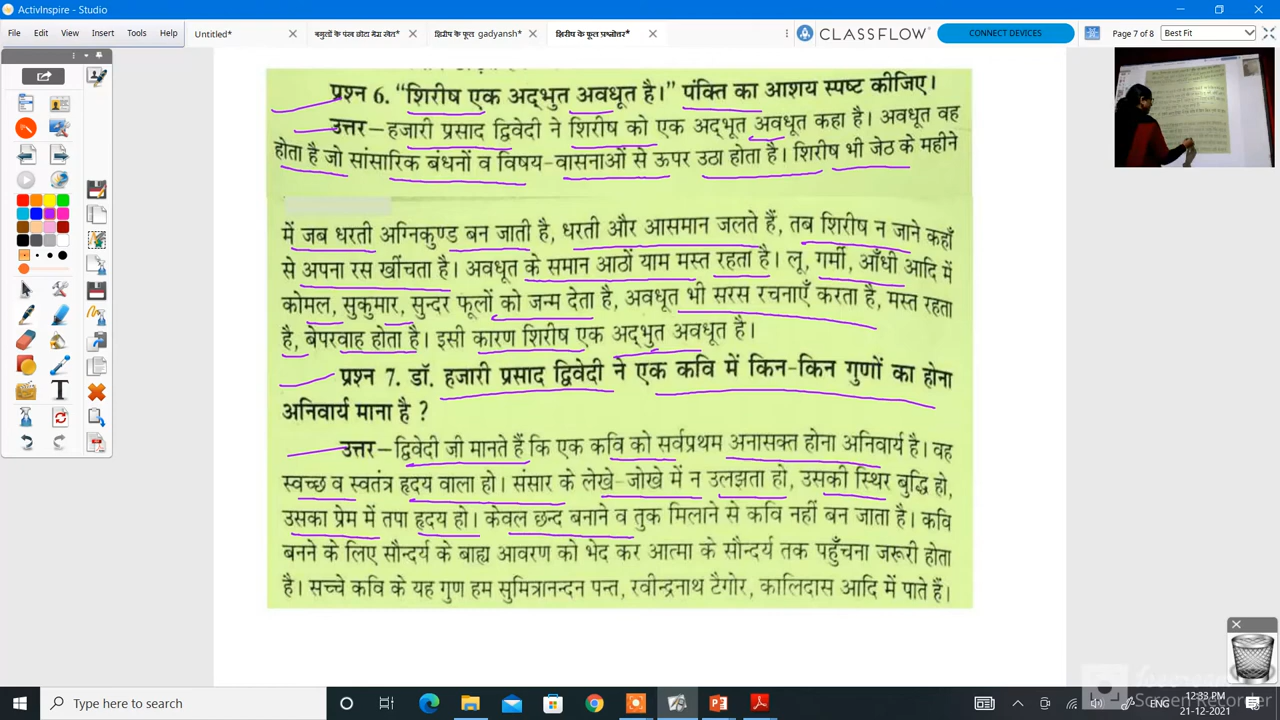 ActivInspire - Studio
File Edit View Insert Tools Help
Untitled*
बगुलों के पंख छोटा मेरा खेत*
शिरीष के फूल gadyansh*
शिरीष के फूल प्रश्नोत्तर*
CLASSFLOW
CONNECT DEVICES
Page 7 of 8
Best Fit
प्रश्न 6. “शिरीष एक अद्भुत अवधूत है।” पंक्ति का आशय स्पष्ट कीजिए।
उत्तर–हजारी प्रसाद द्विवेदी ने शिरीष को एक अद्भूत अवधूत कहा है। अवधूत वह
होता है जो सांसारिक बंधनों व विषय-वासनाओं से ऊपर उठा होता है। शिरीष भी जेठ के महीने
में जब धरती अग्निकुण्ड बन जाती है, धरती और आसमान जलते हैं, तब शिरीष न जाने कहाँ
से अपना रस खींचता है। अवधूत के समान आठों याम मस्त रहता है। लू, गर्मी, आँधी आदि में
कोमल, सुकुमार, सुन्दर फूलों को जन्म देता है, अवधूत भी सरस रचनाएँ करता है, मस्त रहता
है, बेपरवाह होता है। इसी कारण शिरीष एक अद्भुत अवधूत है।
प्रश्न 7. डॉ. हजारी प्रसाद द्विवेदी ने एक कवि में किन-किन गुणों का होना
अनिवार्य माना है ?
उत्तर–द्विवेदी जी मानते हैं कि एक कवि को सर्वप्रथम अनासक्त होना अनिवार्य है। वह
स्वच्छ व स्वतंत्र हृदय वाला हो। संसार के लेखे-जोखे में न उलझता हो, उसकी स्थिर बुद्धि हो,
उसका प्रेम में तपा हृदय हो। केवल छन्द बनाने व तुक मिलाने से कवि नहीं बन जाता है। कवि
बनने के लिए सौन्दर्य के बाह्य आवरण को भेद कर आत्मा के सौन्दर्य तक पहुँचना जरूरी होता
है। सच्चे कवि के यह गुण हम सुमित्रानन्दन पन्त, रवीन्द्रनाथ टैगोर, कालिदास आदि में पाते हैं।
Screen Recorder
Type here to search
ENG
12:33 PM
21-12-2021